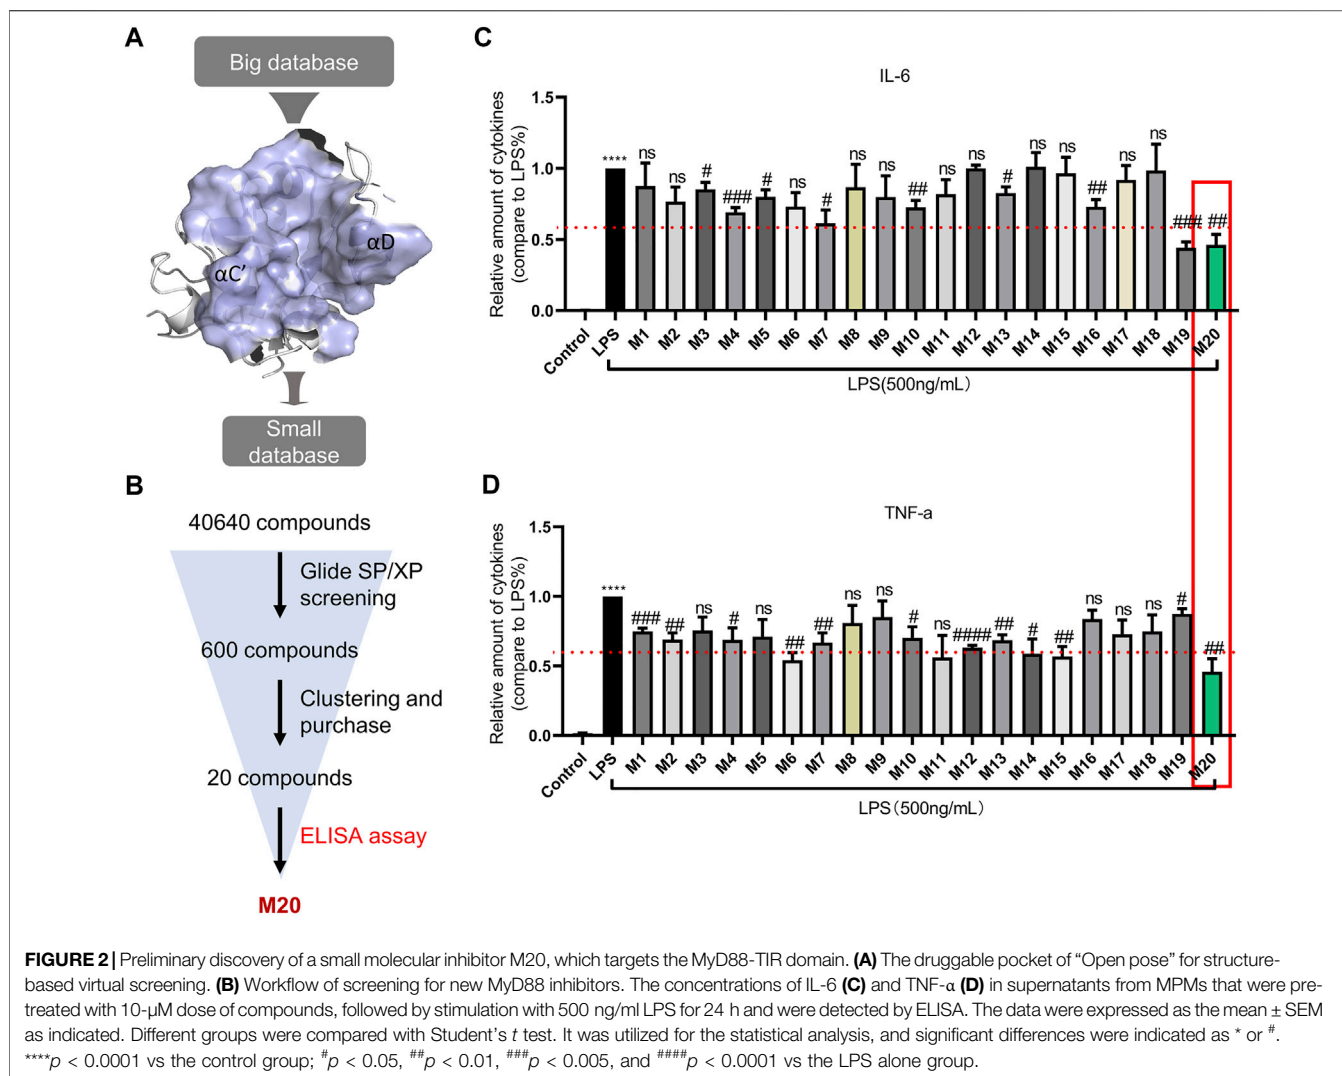 A
Big database
αD
αC’
Small
database
B
40640 compounds
Glide SP/XP
screening
600 compounds
Clustering and
purchase
20 compounds
ELISA assay
M20
C
IL-6
Relative amount of cytokines
(compare to LPS%)
1.5
1.0
0.5
0.0
**** ns ns # ### # ns # ns ns ## ns ns # ns ns ## ns ns ### ##
Control LPS M1 M2 M3 M4 M5 M6 M7 M8 M9 M10 M11 M12 M13 M14 M15 M16 M17 M18 M19 M20
LPS(500ng/mL)
D
TNF-a
Relative amount of cytokines
(compare to LPS%)
1.5
1.0
0.5
0.0
**** ### ## ns # ns ## ## ns ns # ns #### ## # ## ns ns ns # ##
Control LPS M1 M2 M3 M4 M5 M6 M7 M8 M9 M10 M11 M12 M13 M14 M15 M16 M17 M18 M19 M20
LPS(500ng/mL)
FIGURE 2 | Preliminary discovery of a small molecular inhibitor M20, which targets the MyD88-TIR domain. (A) The druggable pocket of “Open pose” for structure-
based virtual screening. (B) Workflow of screening for new MyD88 inhibitors. The concentrations of IL-6 (C) and TNF-α (D) in supernatants from MPMs that were pre-
treated with 10-μM dose of compounds, followed by stimulation with 500 ng/ml LPS for 24 h and were detected by ELISA. The data were expressed as the mean ± SEM
as indicated. Different groups were compared with Student’s t test. It was utilized for the statistical analysis, and significant differences were indicated as * or #.
****p < 0.0001 vs the control group; #p < 0.05, ##p < 0.01, ###p < 0.005, and ####p < 0.0001 vs the LPS alone group.